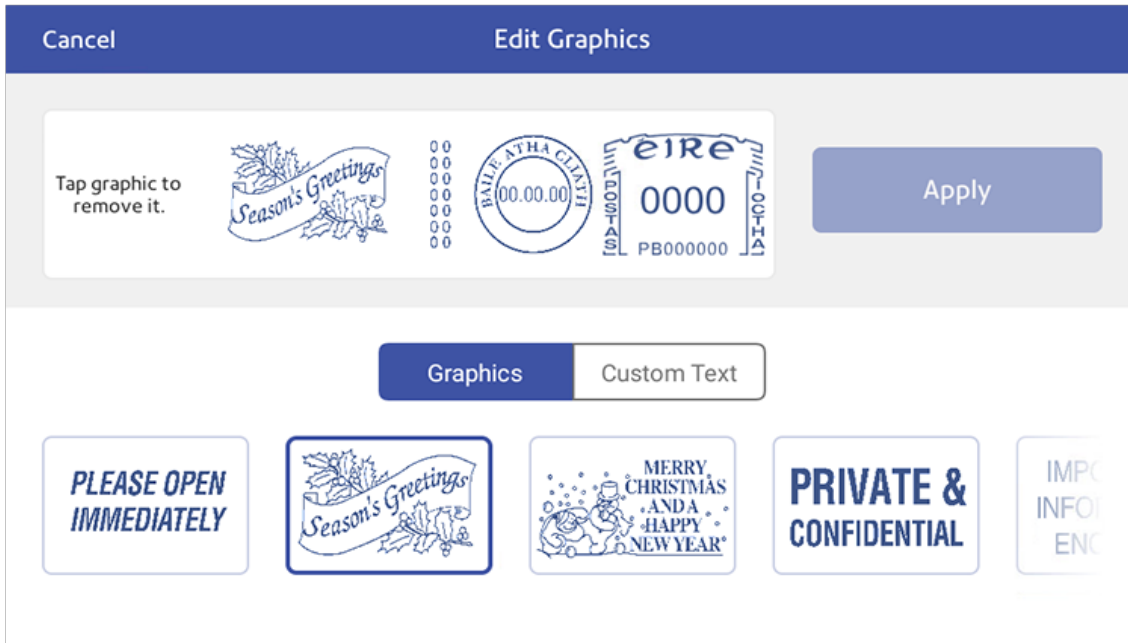 Cancel
Edit Graphics
Tap graphic to
remove it.
Season's Greetings
00
00
00
00
00
00
00
BAILE ATHA CLIATH
00.00.00
POSTAS
éIRe
0000
PB000000
ÍOCTHA
Apply
Graphics
Custom Text
PLEASE OPEN
IMMEDIATELY
Season's Greetings
MERRY
CHRISTMAS
AND A
HAPPY
NEW YEAR
PRIVATE &
CONFIDENTIAL